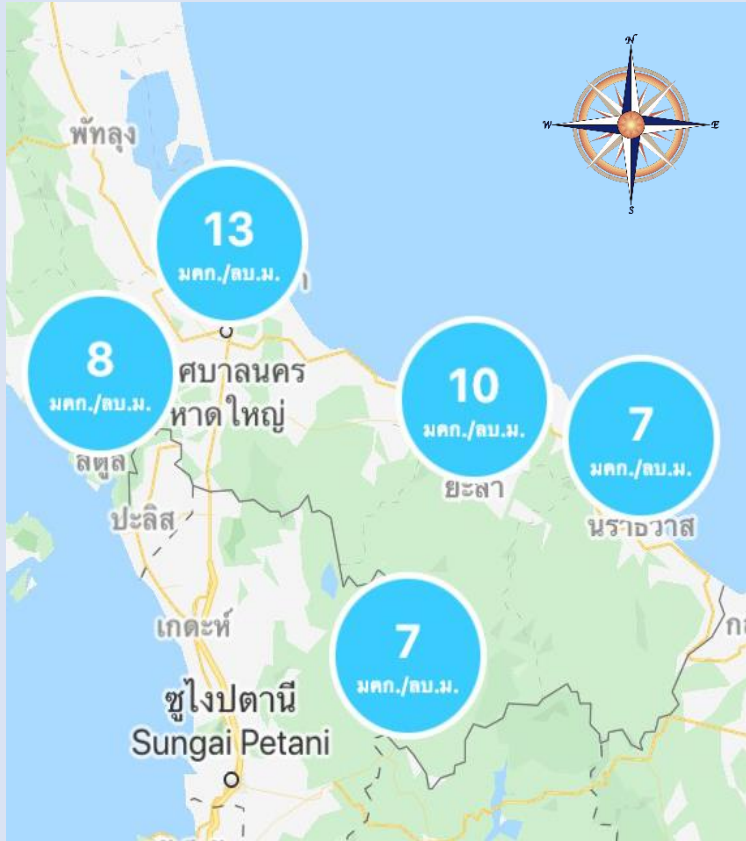 N
W
E
S
พัทลุง
13
มคก./ลบ.ม.
8
มคก./ลบ.ม.
ศบาลนคร
หาดใหญ่
10
มคก./ลบ.ม.
7
มคก./ลบ.ม.
สตูล
ยะลา
ปะลิส
นราธิวาส
เกดะห์
7
มคก./ลบ.ม.
ซูไงปตานี
Sungai Petani